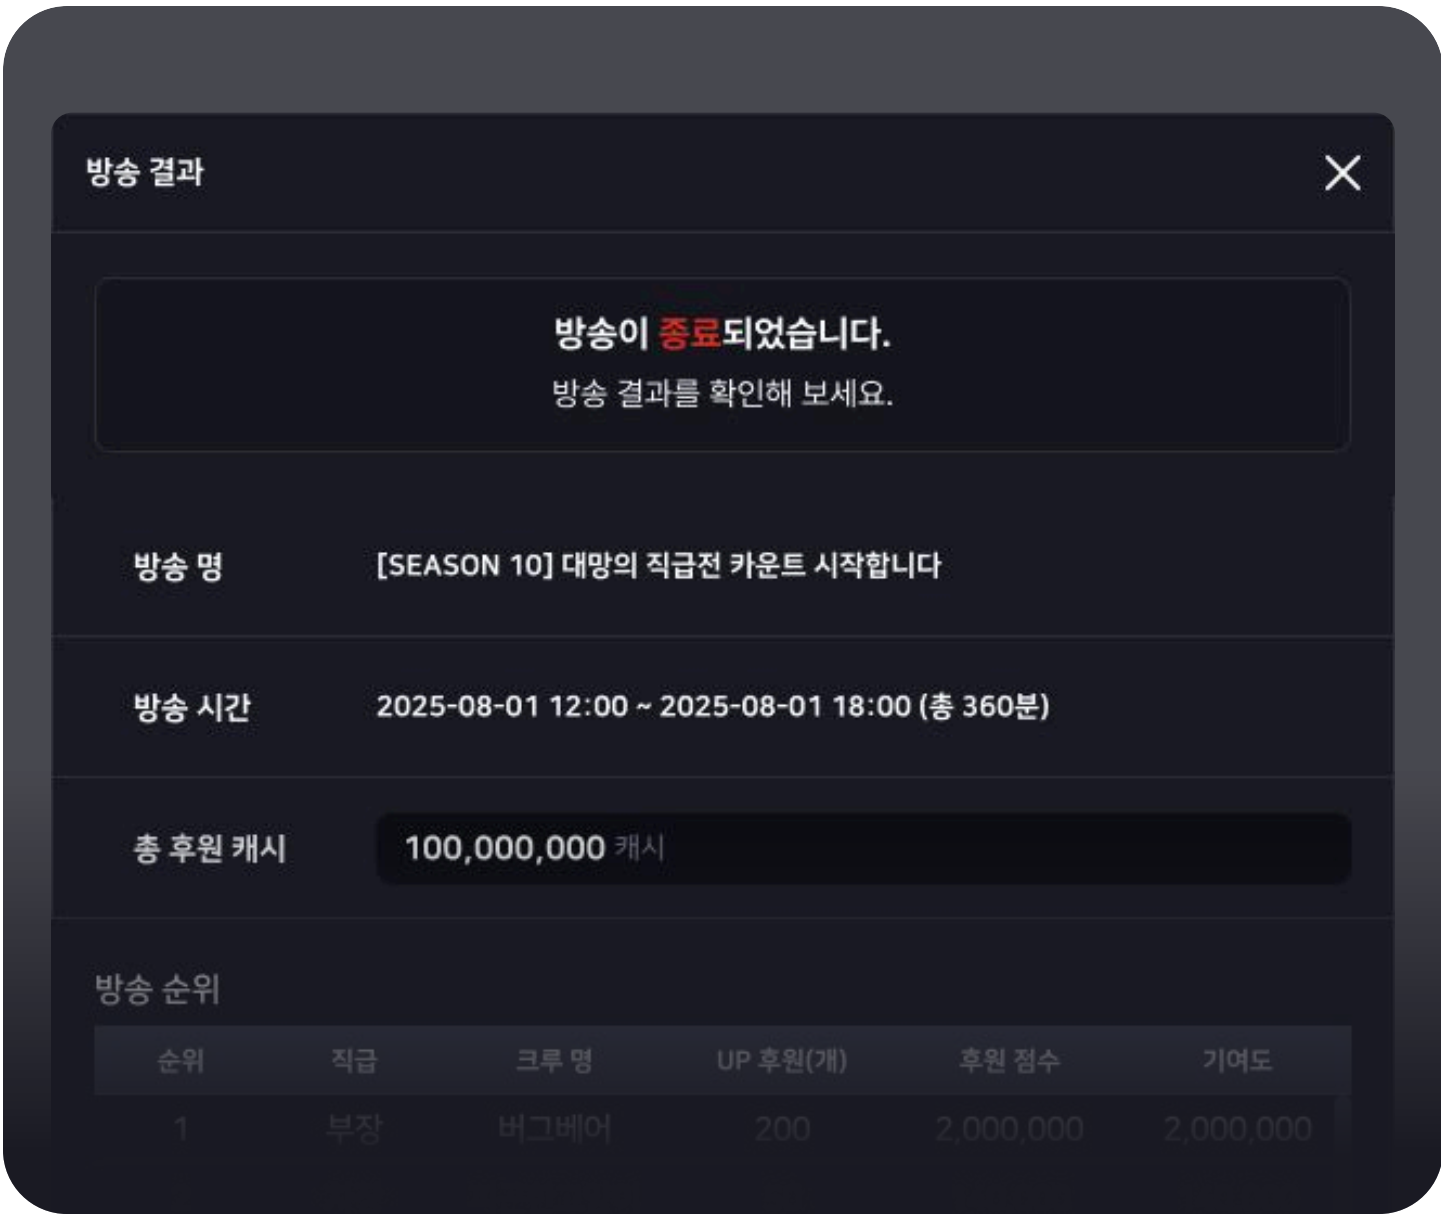 방송 결과
방송이 종료되었습니다.
방송 결과를 확인해 보세요.
방송 명 [SEASON 10] 대망의 직급전 카운트 시작합니다
방송 시간 2025-08-01 12:00 ~ 2025-08-01 18:00 (총 360분)
총 후원 캐시 100,000,000 캐시
방송 순위
순위 직급 크루 명 UP 후원(개) 후원 점수 기여도
1 부장 버그베어 200 2,000,000 2,000,000